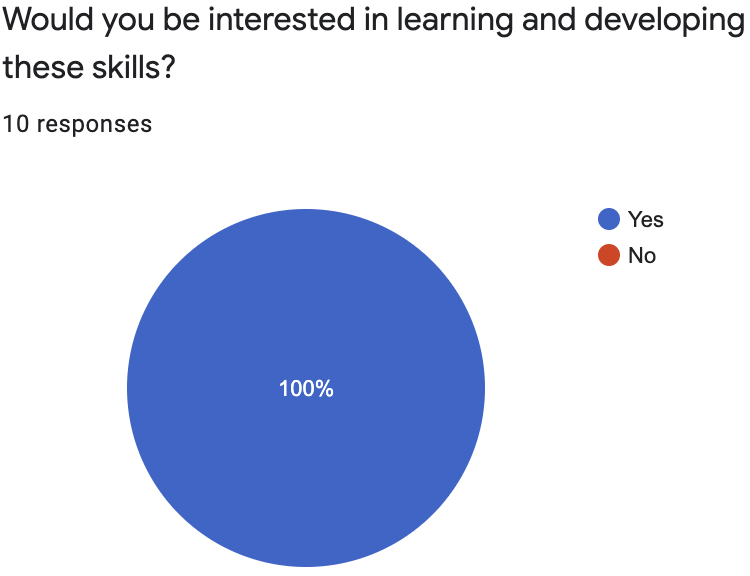 Would you be interested in learning and developing
these skills?
10 responses
Yes
No
100%